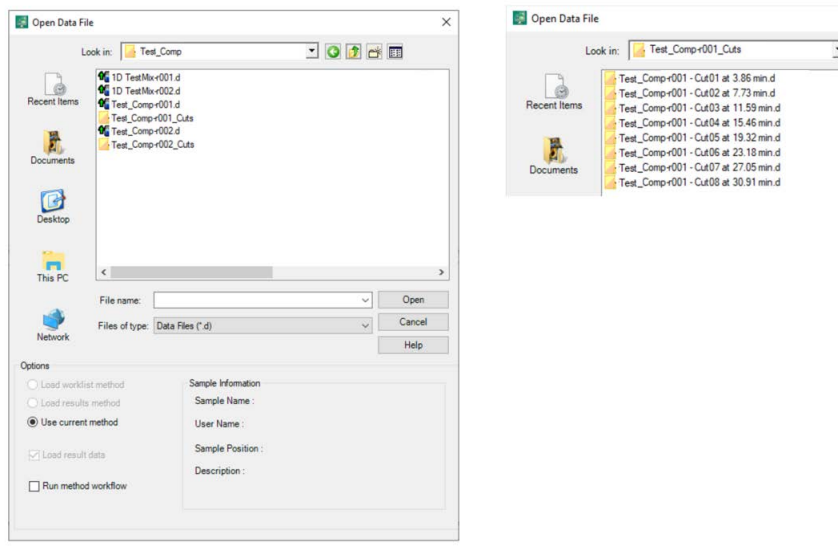 Open Data File
Look in: Test_Comp
Recent Items
Documents
Desktop
This PC
Network
1D TestMix-r001.d
1D TestMix-r002.d
Test_Comp-r001.d
Test_Comp-r001_Cuts
Test_Comp-r002.d
Test_Comp-r002_Cuts
File name:
Open
Files of type: Data Files (*.d)
Cancel
Help
Options
Load worklist method
Load results method
Use current method
Load result data
Run method workflow
Sample Information
Sample Name :
User Name :
Sample Position :
Description :
Open Data File
Look in: Test_Comp-r001_Cuts
Recent Items
Documents
Test_Comp-r001 - Cut01 at 3.86 min.d
Test_Comp-r001 - Cut02 at 7.73 min.d
Test_Comp-r001 - Cut03 at 11.59 min.d
Test_Comp-r001 - Cut04 at 15.46 min.d
Test_Comp-r001 - Cut05 at 19.32 min.d
Test_Comp-r001 - Cut06 at 23.18 min.d
Test_Comp-r001 - Cut07 at 27.05 min.d
Test_Comp-r001 - Cut08 at 30.91 min.d